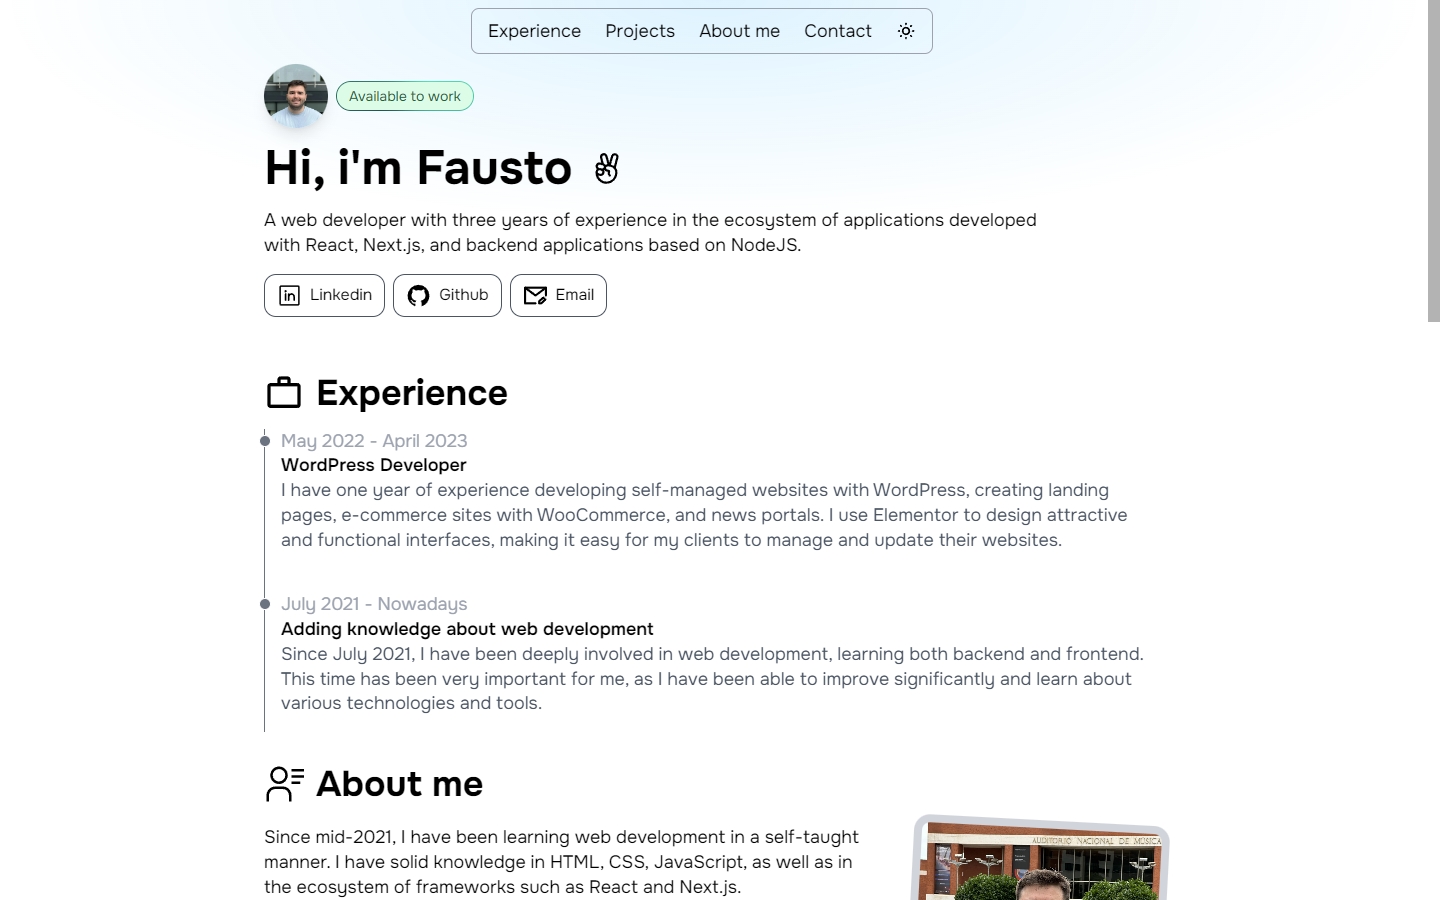 Experience Projects About me Contact
Available to work
Hi, i'm Fausto
A web developer with three years of experience in the ecosystem of applications developed
with React, Next.js, and backend applications based on NodeJS.
Linkedin Github Email
Experience
May 2022 - April 2023
WordPress Developer
I have one year of experience developing self-managed websites with WordPress, creating landing
pages, e-commerce sites with WooCommerce, and news portals. I use Elementor to design attractive
and functional interfaces, making it easy for my clients to manage and update their websites.
July 2021 - Nowadays
Adding knowledge about web development
Since July 2021, I have been deeply involved in web development, learning both backend and frontend.
This time has been very important for me, as I have been able to improve significantly and learn about
various technologies and tools.
About me
Since mid-2021, I have been learning web development in a self-taught
manner. I have solid knowledge in HTML, CSS, JavaScript, as well as in
the ecosystem of frameworks such as React and Next.js.
AUDITORIO NACIONAL DE MUSICA